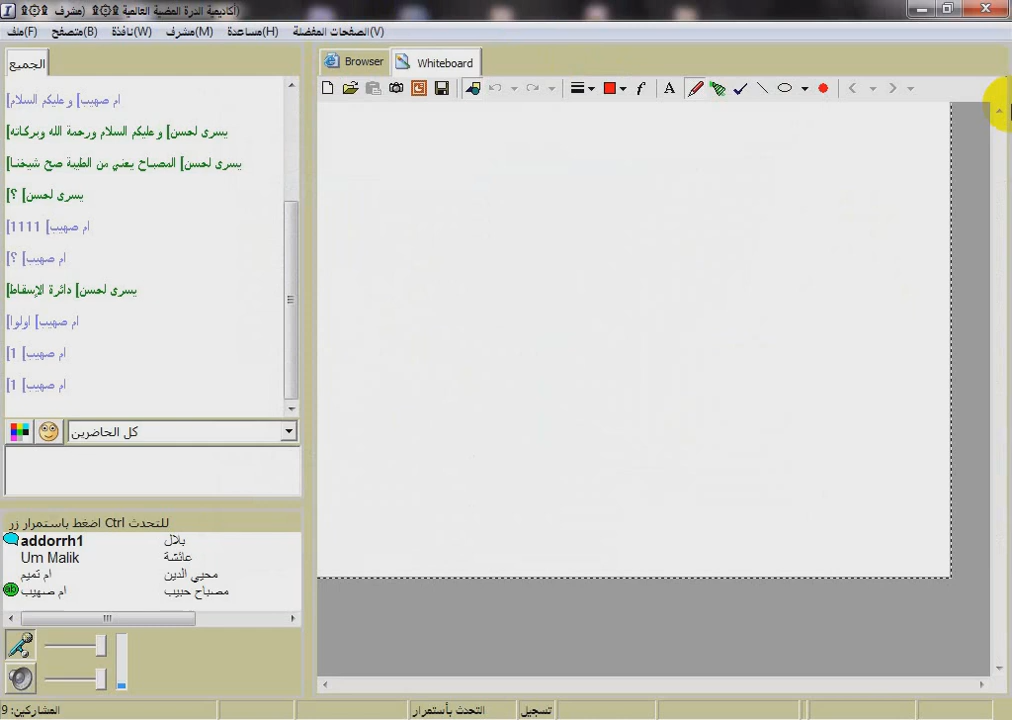 أكاديمية الدرة المضية العالمية ۩۞۩ (مشرف ۩۞۩
ملف(F) متصفح(B) نافذة(W) مشرف(M) مساعدة(H) الصفحات المفضلة(V)
الجميع
Browser
Whiteboard
ام صهيب] و عليكم السلام]
يسرى لحسن] و عليكم السلام ورحمة الله وبركاته]
يسرى لحسن] المصباح يعني من الطيبة صح شيخنا]
يسرى لحسن] ؟]
ام صهيب] 1111]
ام صهيب] ؟]
يسرى لحسن] دائرة الإسقاط]
ام صهيب] اولوا]
ام صهيب] 1]
ام صهيب] 1]
كل الحاضرين
للتحدث Ctrl اضغط باستمرار زر
addorrh1 بلال
Um Malik عائشة
ام تميم محيي الدين
ام صهيب مصباح حبيب
المشاركين: 9
التحدث بأستمرار
تسجيل